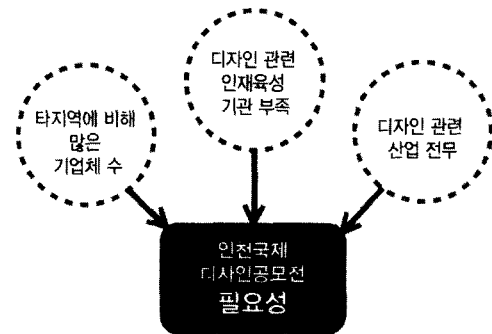 타지역에 비해
많은
기업체 수
디자인 관련
인재육성
기관 부족
디자인 관련
산업 전무
인천국제
디자인공모전
필요성